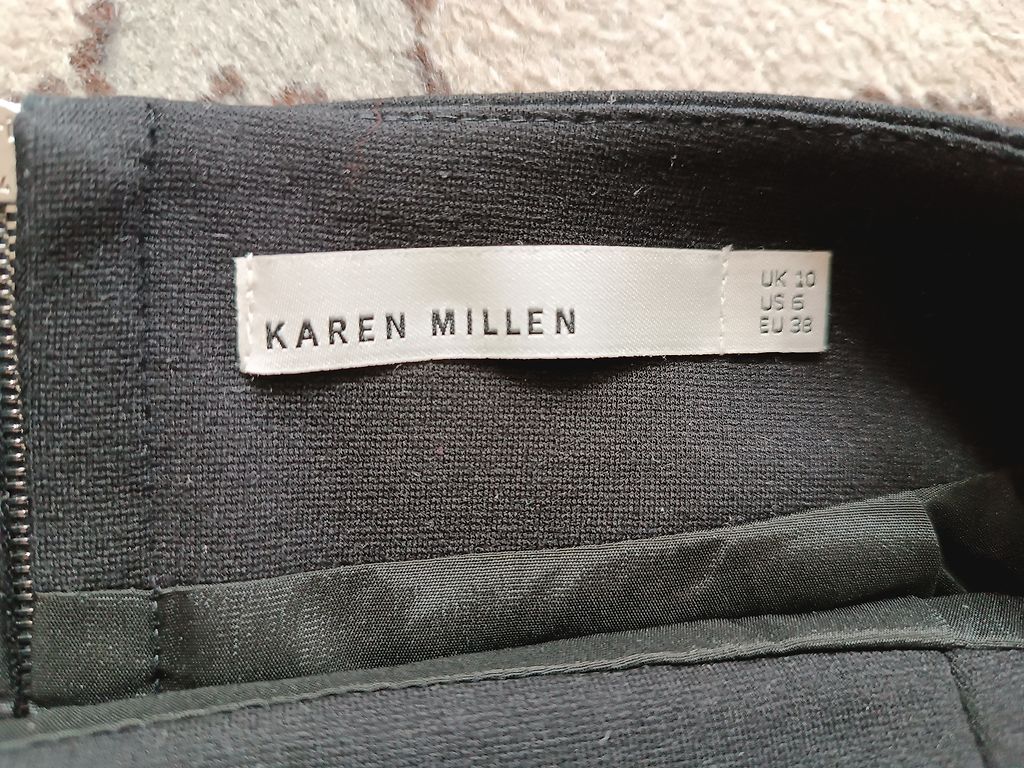 KAREN MILLEN
UK 10
US 6
EU 38